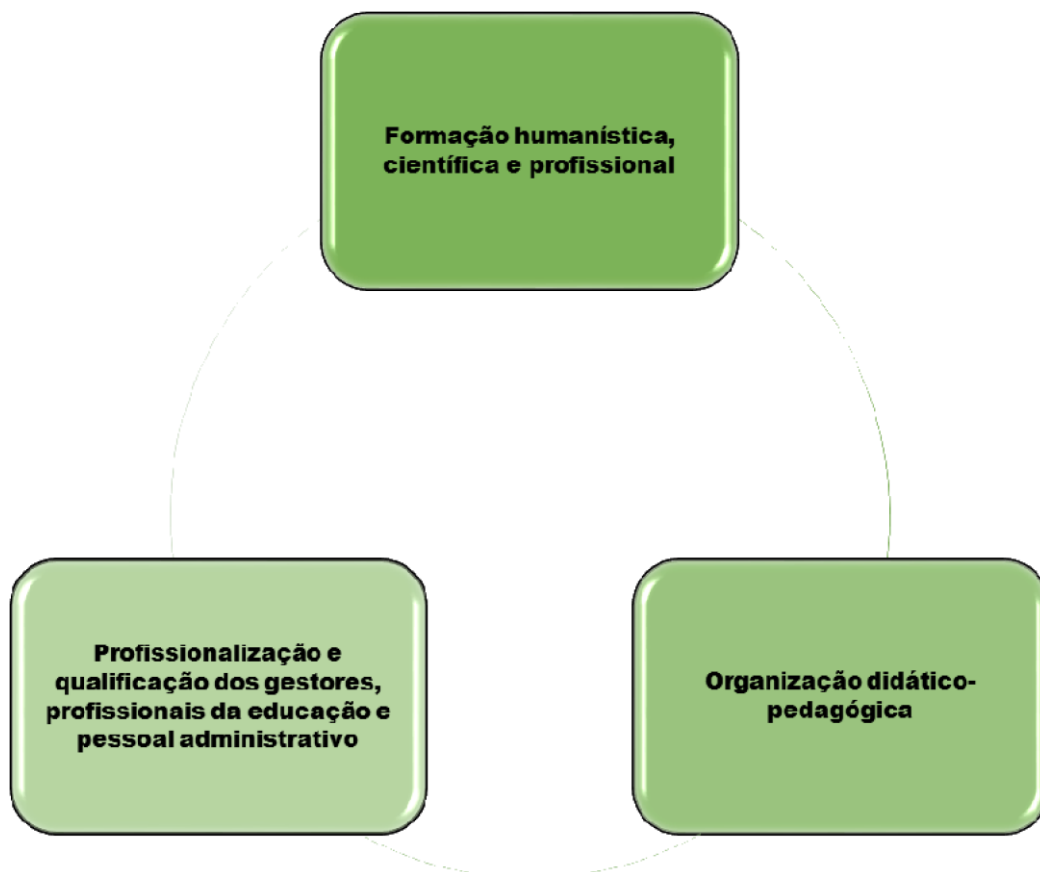 Formação humanística,
científica e profissional
Profissionalização e
qualificação dos gestores,
profissionais da educação e
pessoal administrativo
Organização didático-
pedagógica